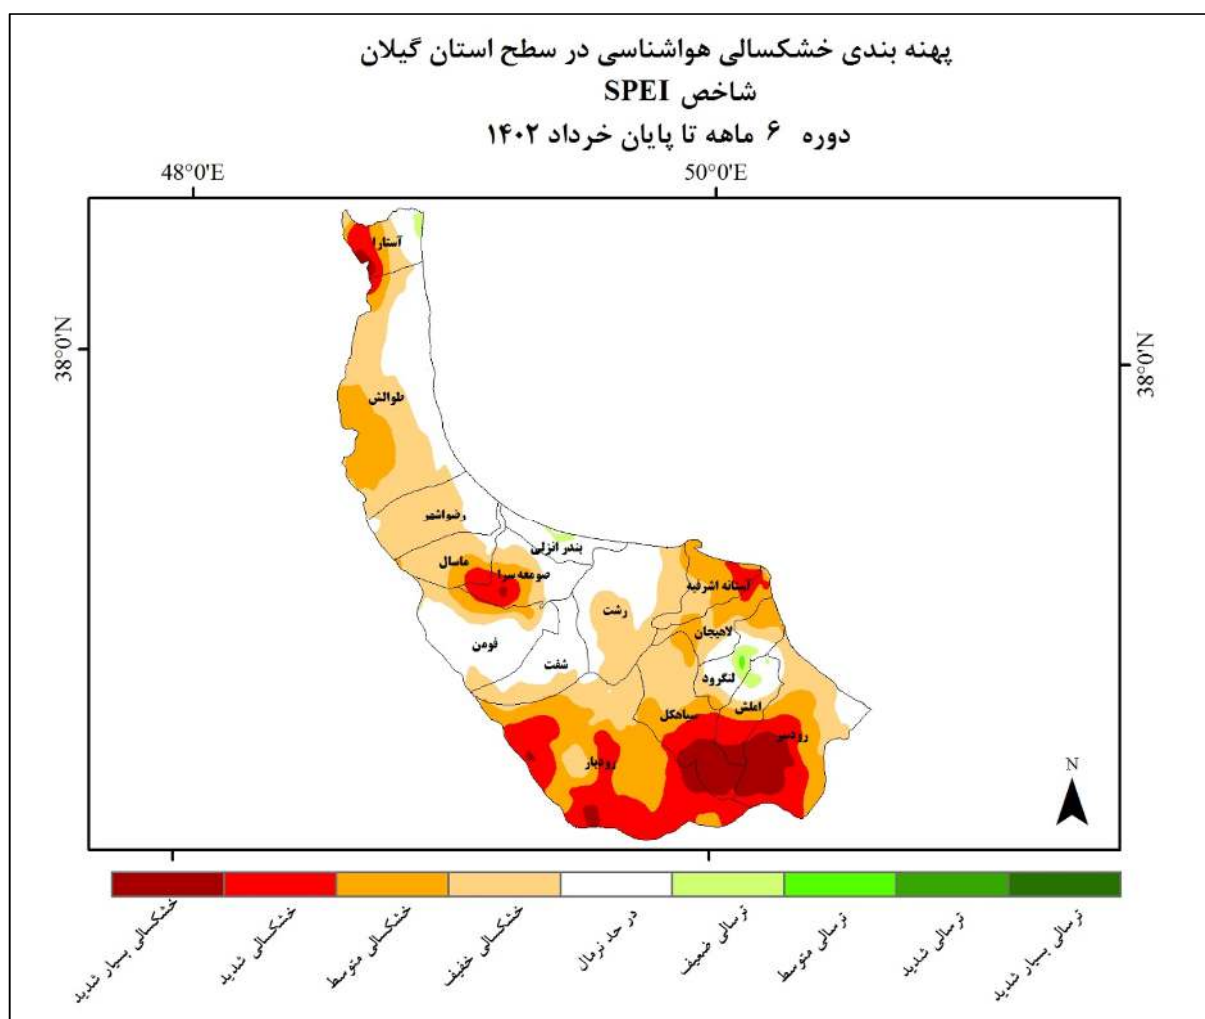 پهنه بندی خشکسالی هواشناسی در سطح استان گیلان
شاخص SPEI
دوره ۶ ماهه تا پایان خرداد ۱۴۰۲
48°0'E
50°0'E
38°0'N
38°0'N
آستارا
طوالش
رضوانشهر
بندر انزلی
ماسال
صومعه سرا
آستانه اشرفیه
رشت
لاهیجان
فومن
شفت
لنگرود
املش
سیاهکل
رودسر
رودبار
N
خشکسالی بسیار شدید
خشکسالی شدید
خشکسالی متوسط
خشکسالی خفیف
در حد نرمال
ترسالی ضعیف
ترسالی متوسط
ترسالی شدید
ترسالی بسیار شدید